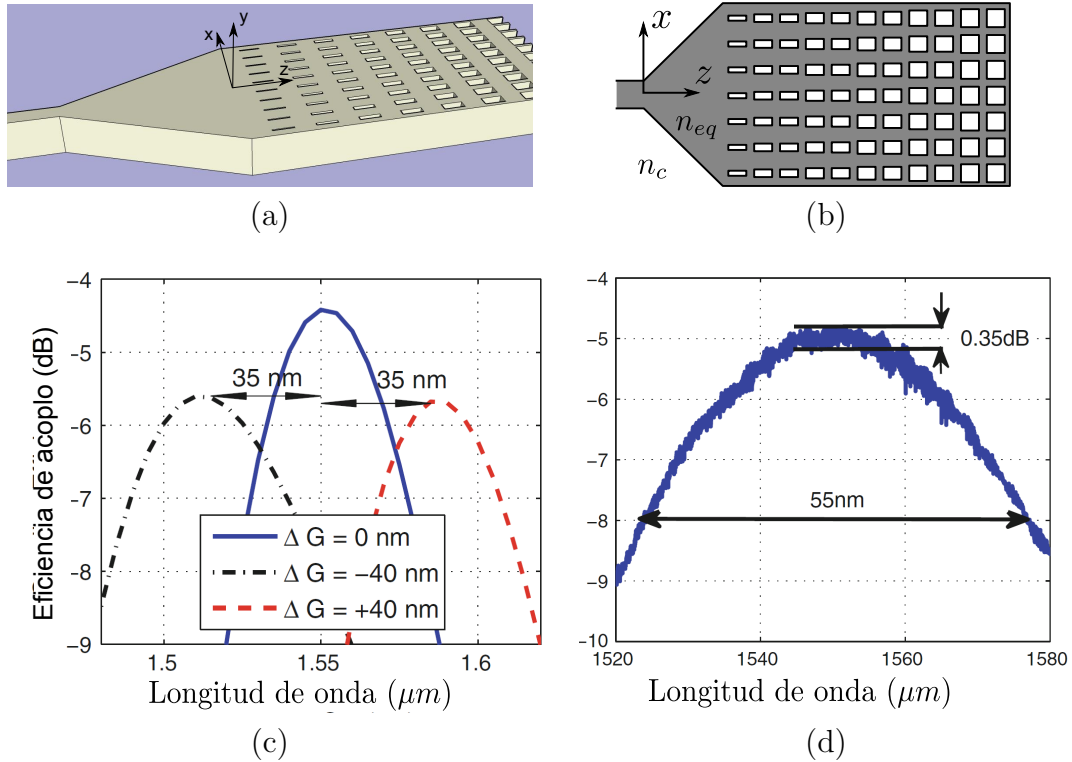 y
x
z
(a)
x
z
n_{eq}
n_c
(b)
Eficiencia de acoplo (dB)
−4
−5
−6
−7
−8
−9
35 nm
35 nm
Δ G = 0 nm
Δ G = −40 nm
Δ G = +40 nm
1.5
1.55
1.6
Longitud de onda (μm)
(c)
−4
−5
−6
−7
−8
−9
−10
0.35dB
55nm
1520
1540
1560
1580
Longitud de onda (μm)
(d)